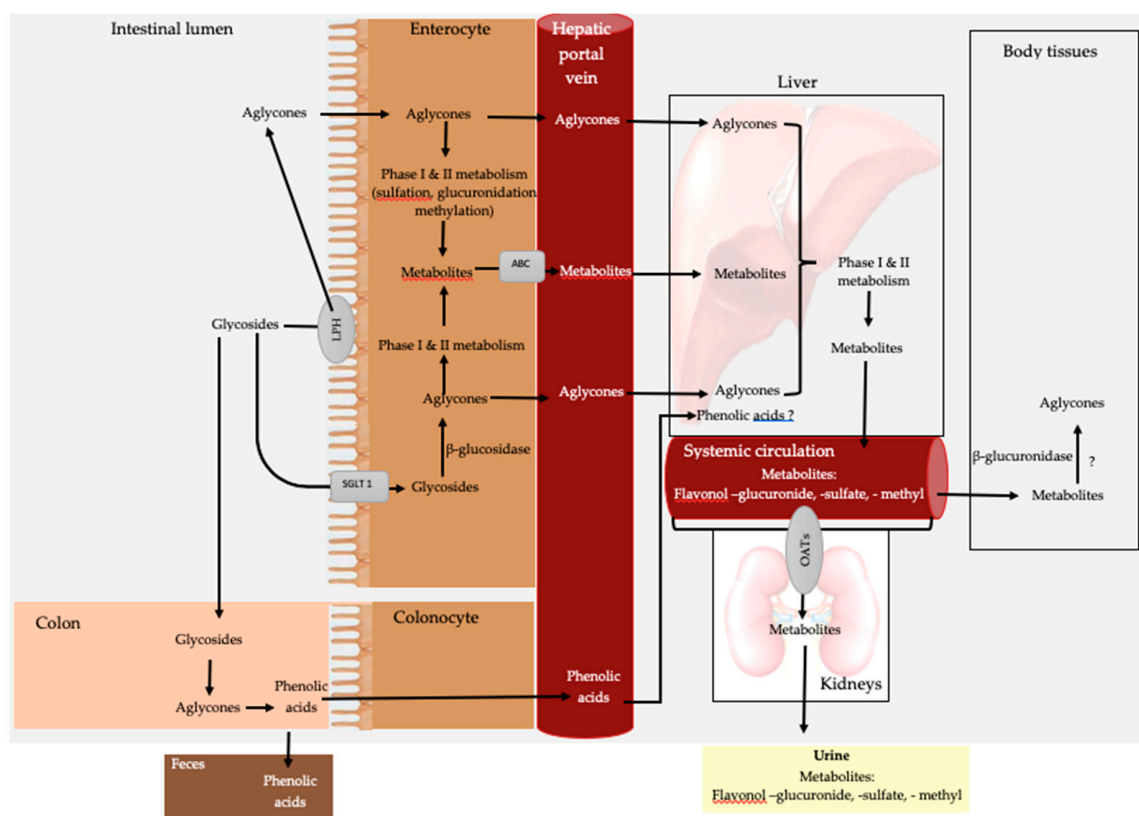 Intestinal lumen
Enterocyte
Hepatic
portal
vein
Body tissues
Liver
Aglycones
Aglycones
Aglycones
Aglycones
Phase I & II metabolism
(sulfation, glucuronidation
methylation)
Metabolites
ABC
Metabolites
Metabolites
Phase I & II
metabolism
Glycosides
LPH
Phase I & II metabolism
Metabolites
Aglycones
Aglycones
Aglycones
Phenolic acids ?
Aglycones
β-glucosidase
SGLT 1
Glycosides
Systemic circulation
Metabolites:
Flavonol –glucuronide, -sulfate, - methyl
β-glucuronidase
?
Metabolites
OATs
Metabolites
Kidneys
Colon
Colonocyte
Glycosides
Aglycones
Phenolic
acids
Phenolic
acids
Feces
Phenolic
acids
Urine
Metabolites:
Flavonol –glucuronide, -sulfate, - methyl